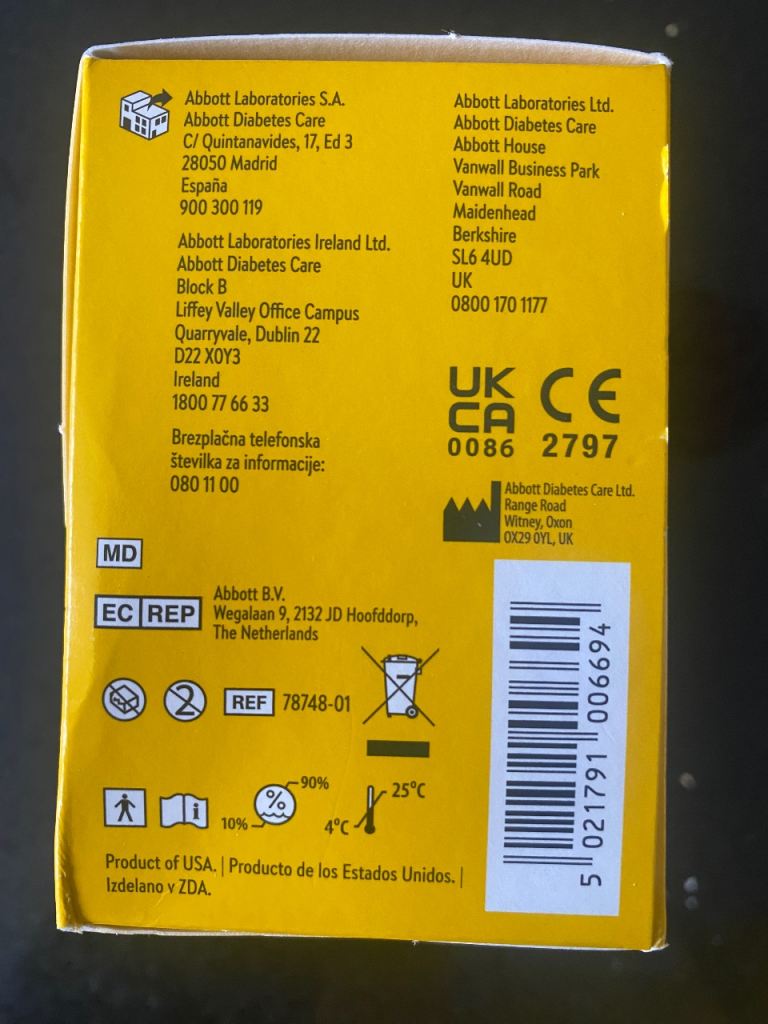 Abbott Laboratories S.A.
Abbott Diabetes Care
C/ Quintanavides, 17, Ed 3
28050 Madrid
España
900 300 119
Abbott Laboratories Ireland Ltd.
Abbott Diabetes Care
Block B
Liffey Valley Office Campus
Quarryvale, Dublin 22
D22 X0Y3
Ireland
1800 77 66 33
Brezplačna telefonska
številka za informacije:
080 11 00
Abbott Laboratories Ltd.
Abbott Diabetes Care
Abbott House
Vanwall Business Park
Vanwall Road
Maidenhead
Berkshire
SL6 4UD
UK
0800 170 1177
UK
CA
0086
CE
2797
Abbott Diabetes Care Ltd.
Range Road
Witney, Oxon
OX29 0YL, UK
MD
EC REP
Abbott B.V.
Wegalaan 9, 2132 JD Hoofddorp,
The Netherlands
2
REF 78748-01
i
10% % 90%
4°C 25°C
Product of USA. | Producto de los Estados Unidos. |
Izdelano v ZDA.
5 021791 006694